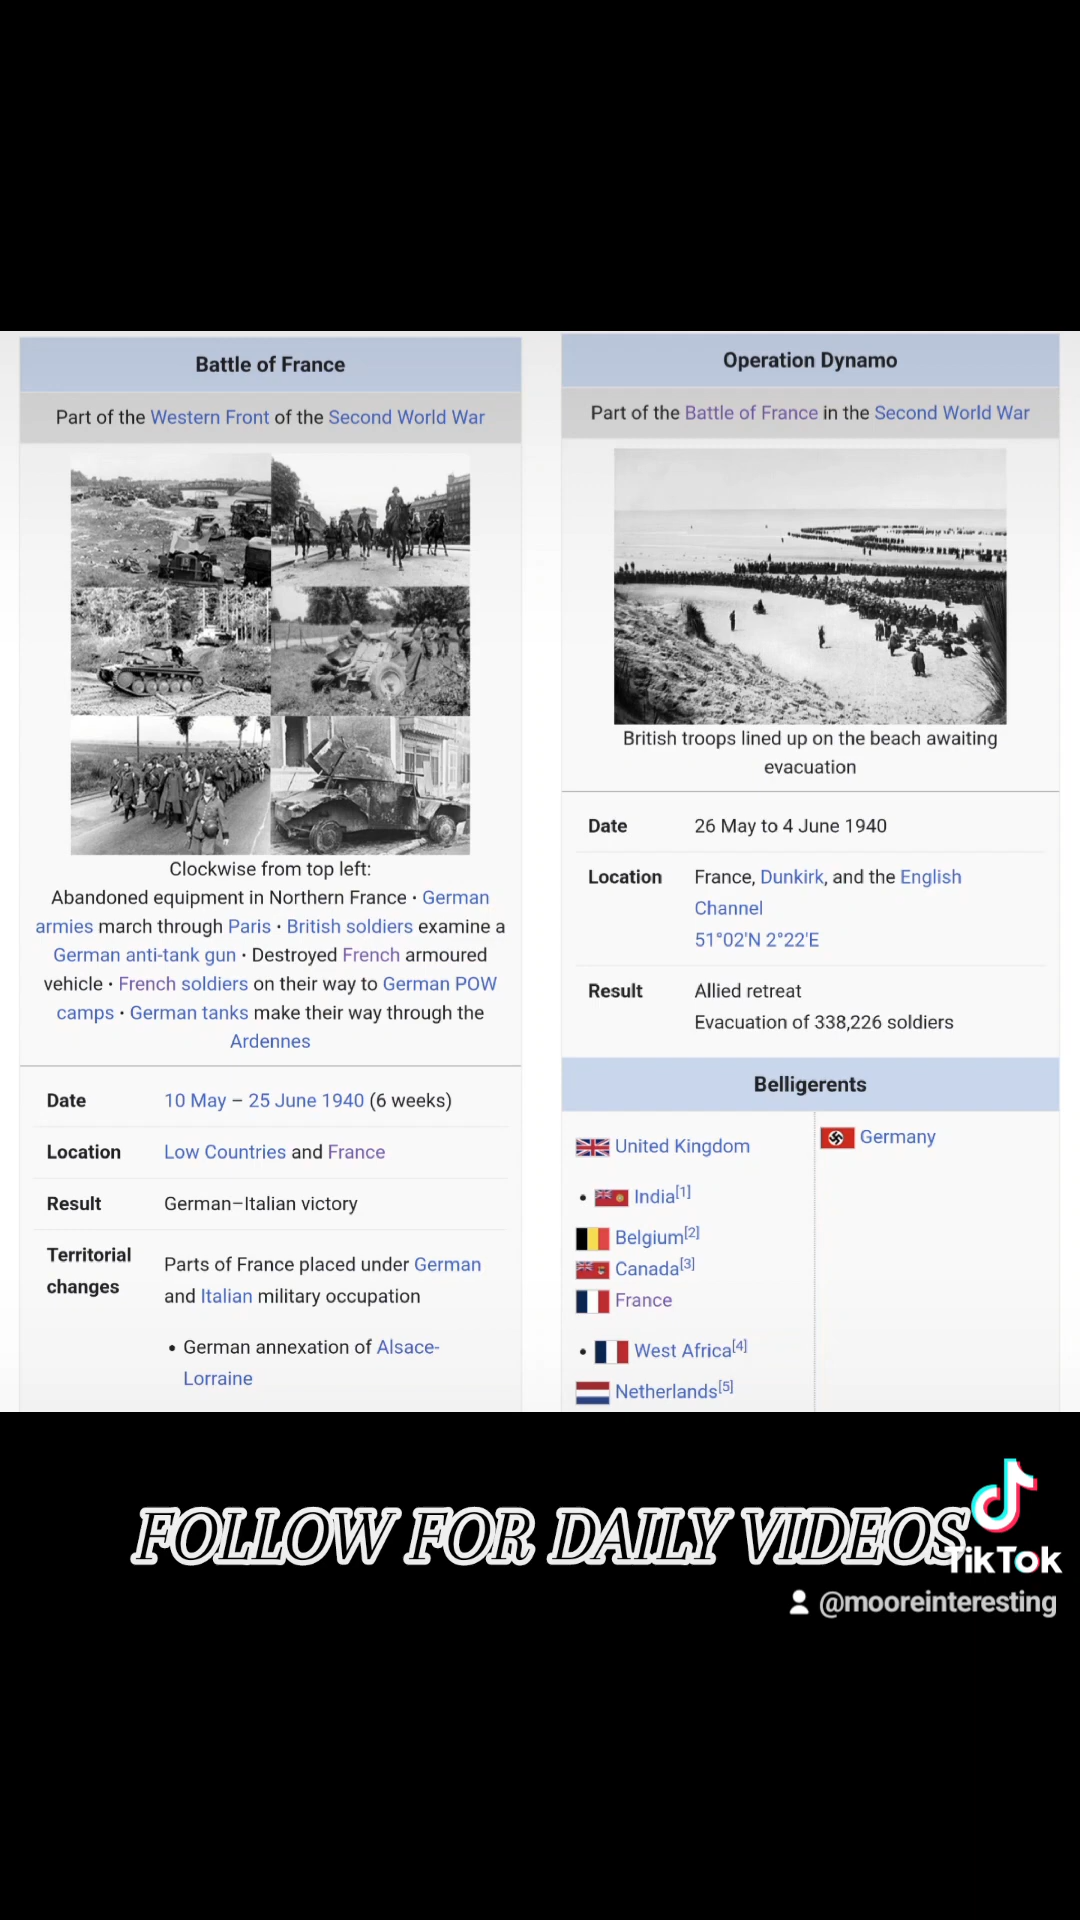 Battle of France
Part of the Western Front of the Second World War
Clockwise from top left:
Abandoned equipment in Northern France · German
armies march through Paris · British soldiers examine a
German anti-tank gun · Destroyed French armoured
vehicle · French soldiers on their way to German POW
camps · German tanks make their way through the
Ardennes
Date 10 May – 25 June 1940 (6 weeks)
Location Low Countries and France
Result German–Italian victory
Territorial changes
Parts of France placed under German
and Italian military occupation
• German annexation of Alsace-
Lorraine
Operation Dynamo
Part of the Battle of France in the Second World War
British troops lined up on the beach awaiting
evacuation
Date 26 May to 4 June 1940
Location France, Dunkirk, and the English
Channel
51°02′N 2°22′E
Result Allied retreat
Evacuation of 338,226 soldiers
Belligerents
United Kingdom
• India[1]
Belgium[2]
Canada[3]
France
• West Africa[4]
Netherlands[5]
Germany
FOLLOW FOR DAILY VIDEOS
TikTok
@mooreinteresting